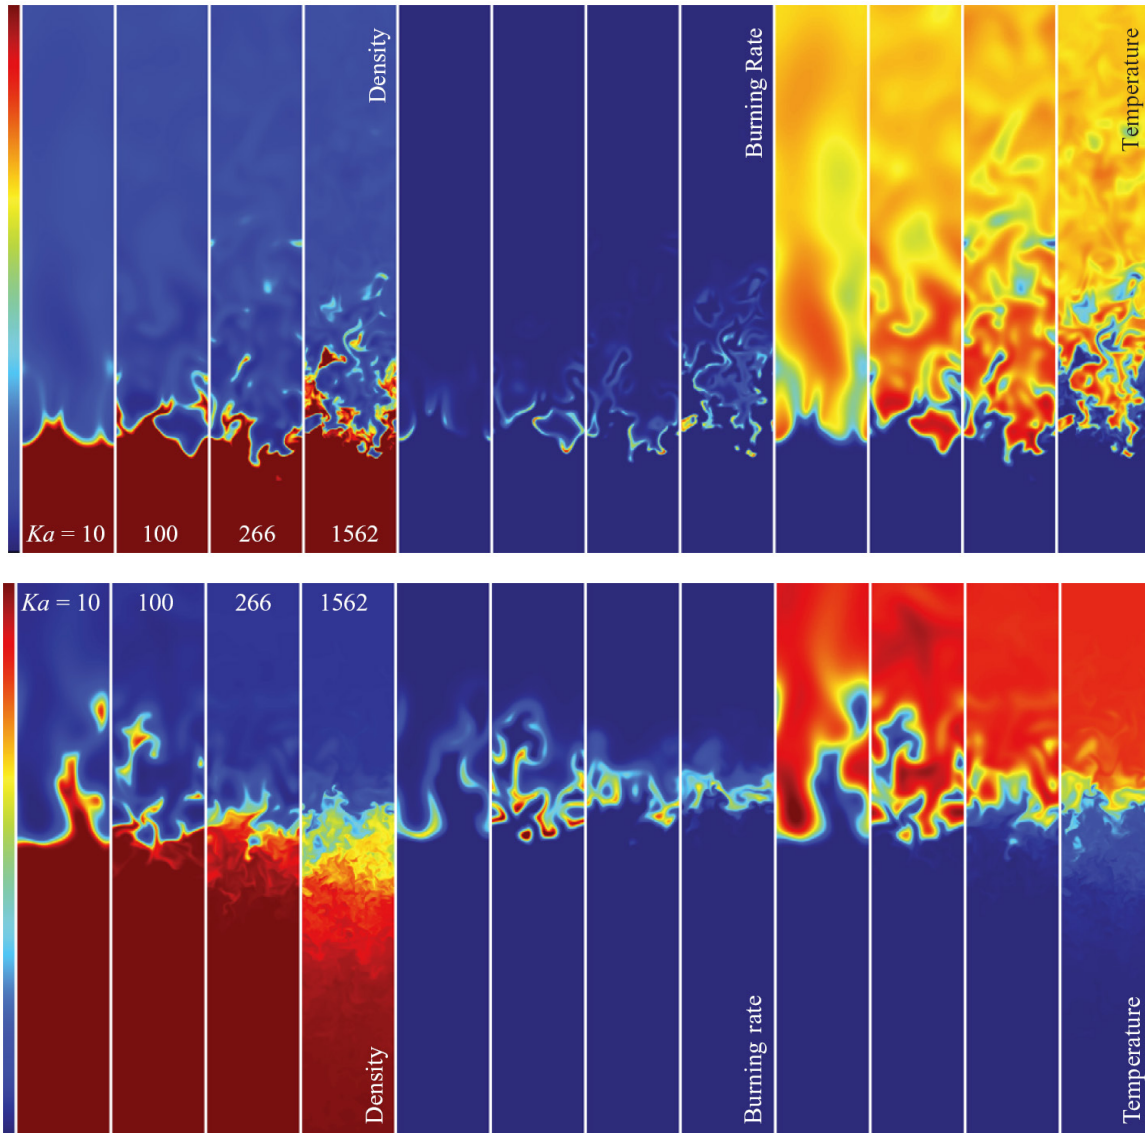 Density
Burning Rate
Temperature
Ka = 10
100
266
1562
Ka = 10
100
266
1562
Density
Burning rate
Temperature